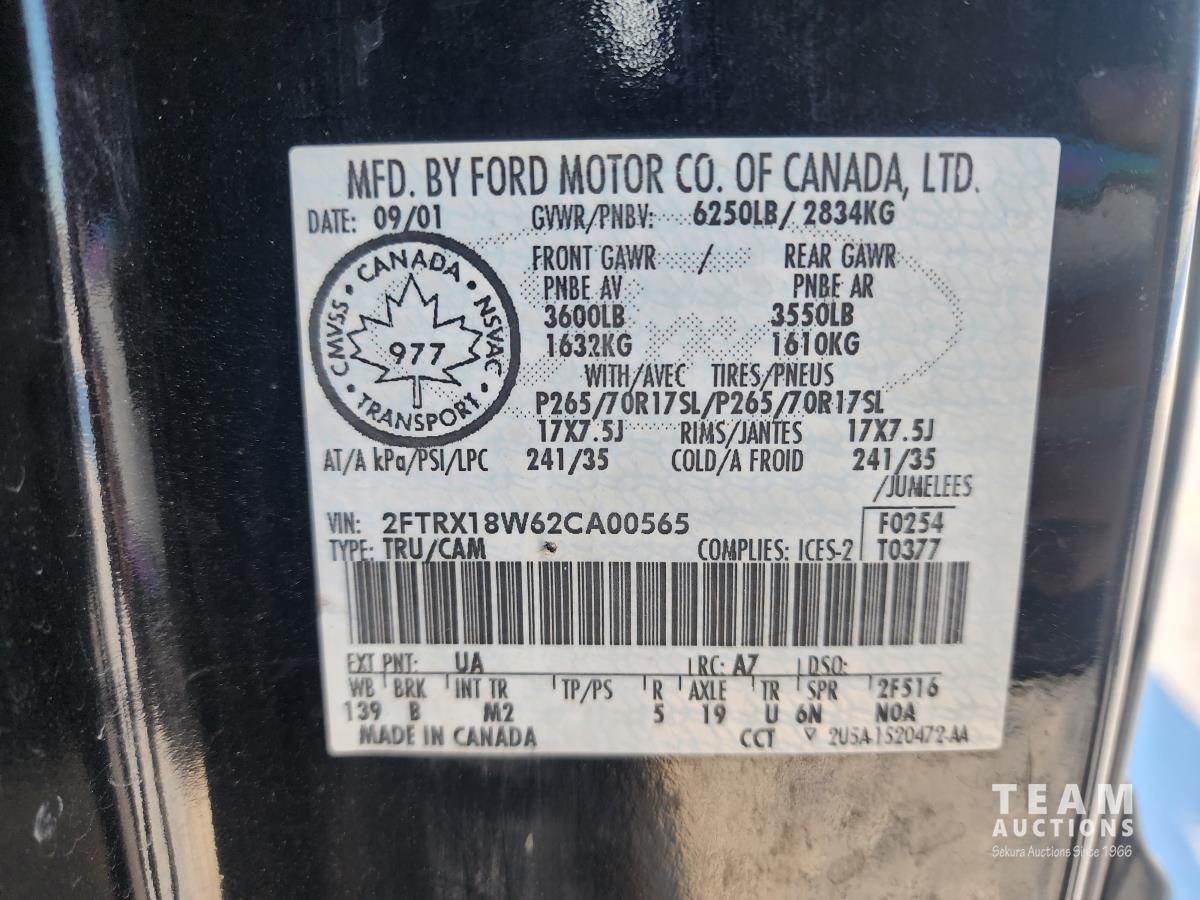 MFD. BY FORD MOTOR CO. OF CANADA, LTD.
DATE: 09/01 GVWR/PNBV: 6250LB/ 2834KG
CANADA • NSVAC • TRANSPORT • CMVSS •
977
FRONT GAWR / REAR GAWR
PNBE AV PNBE AR
3600LB 3550LB
1632KG 1610KG
WITH/AVEC TIRES/PNEUS
P265/70R17SL/P265/70R17SL
17X7.5J RIMS/JANTES 17X7.5J
AT/A kPa/PSI/LPC 241/35 COLD/A FROID 241/35
/JUMELEES
VIN: 2FTRX18W62CA00565 F0254
TYPE: TRU/CAM COMPLIES: ICES-2 T0377
EXT PNT: UA RC: A7 DSO:
WB BRK INT TR TP/PS R AXLE TR SPR 2F516
139 B M2 5 19 U 6N N0A
MADE IN CANADA CCT ▽ 2U5A-1520472-AA
TEAM
AUCTIONS
Sekura Auctions Since 1966